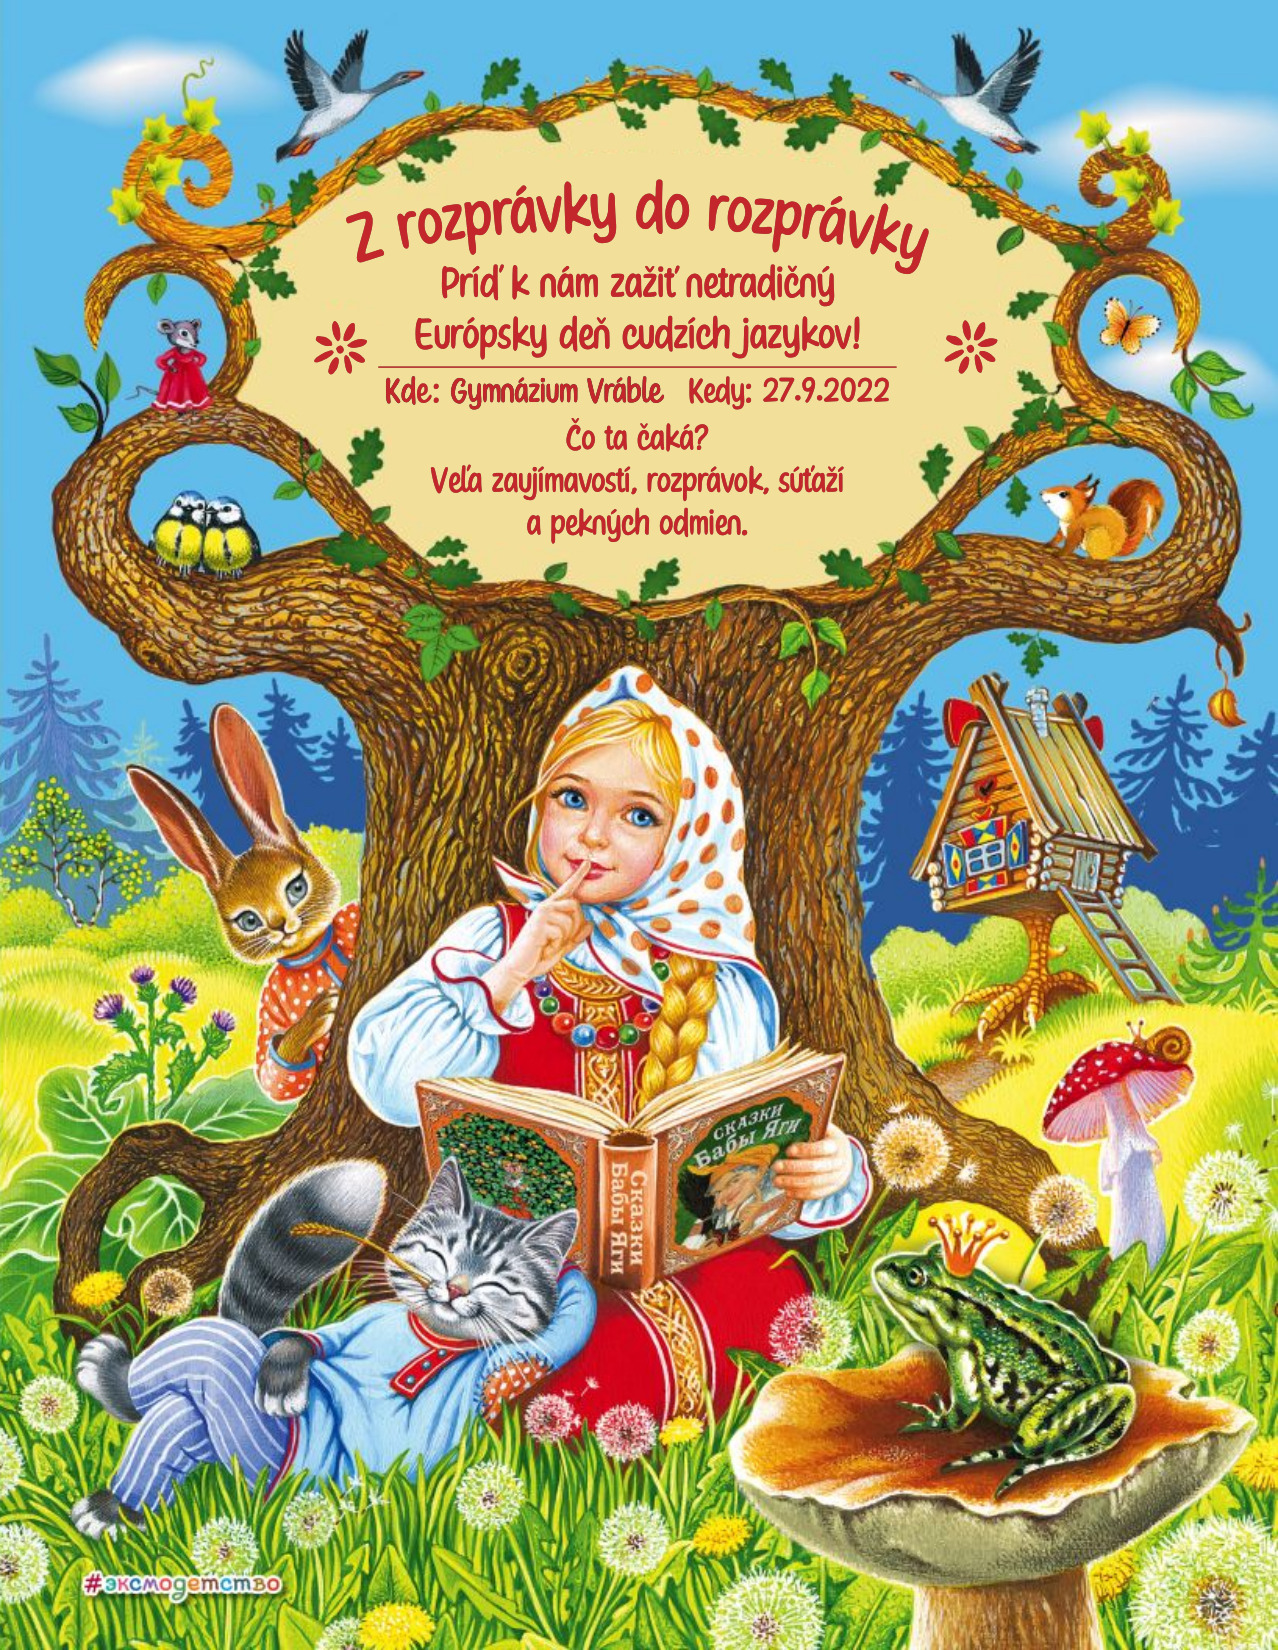 Z rozprávky do rozprávky
Príď k nám zažiť netradičný
Európsky deň cudzích jazykov!
Kde: Gymnázium Vráble Kedy: 27.9.2022
Čo ta čaká?
Veľa zaujímavostí, rozprávok, súťaží
a pekných odmien.
СКАЗКИ
БАбЫ ЯГИ
Сказки
Бабы Яги
#эксмодетство